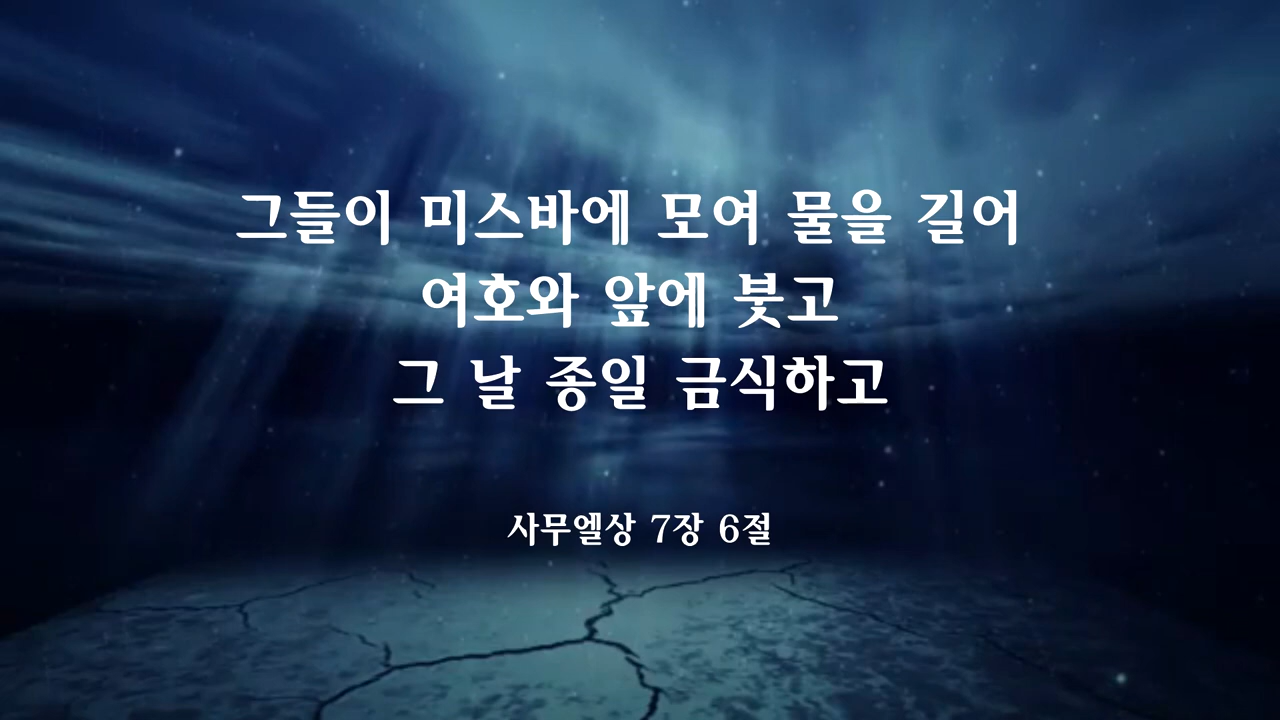 그들이 미스바에 모여 물을 길어
여호와 앞에 붓고
그 날 종일 금식하고
사무엘상 7장 6절